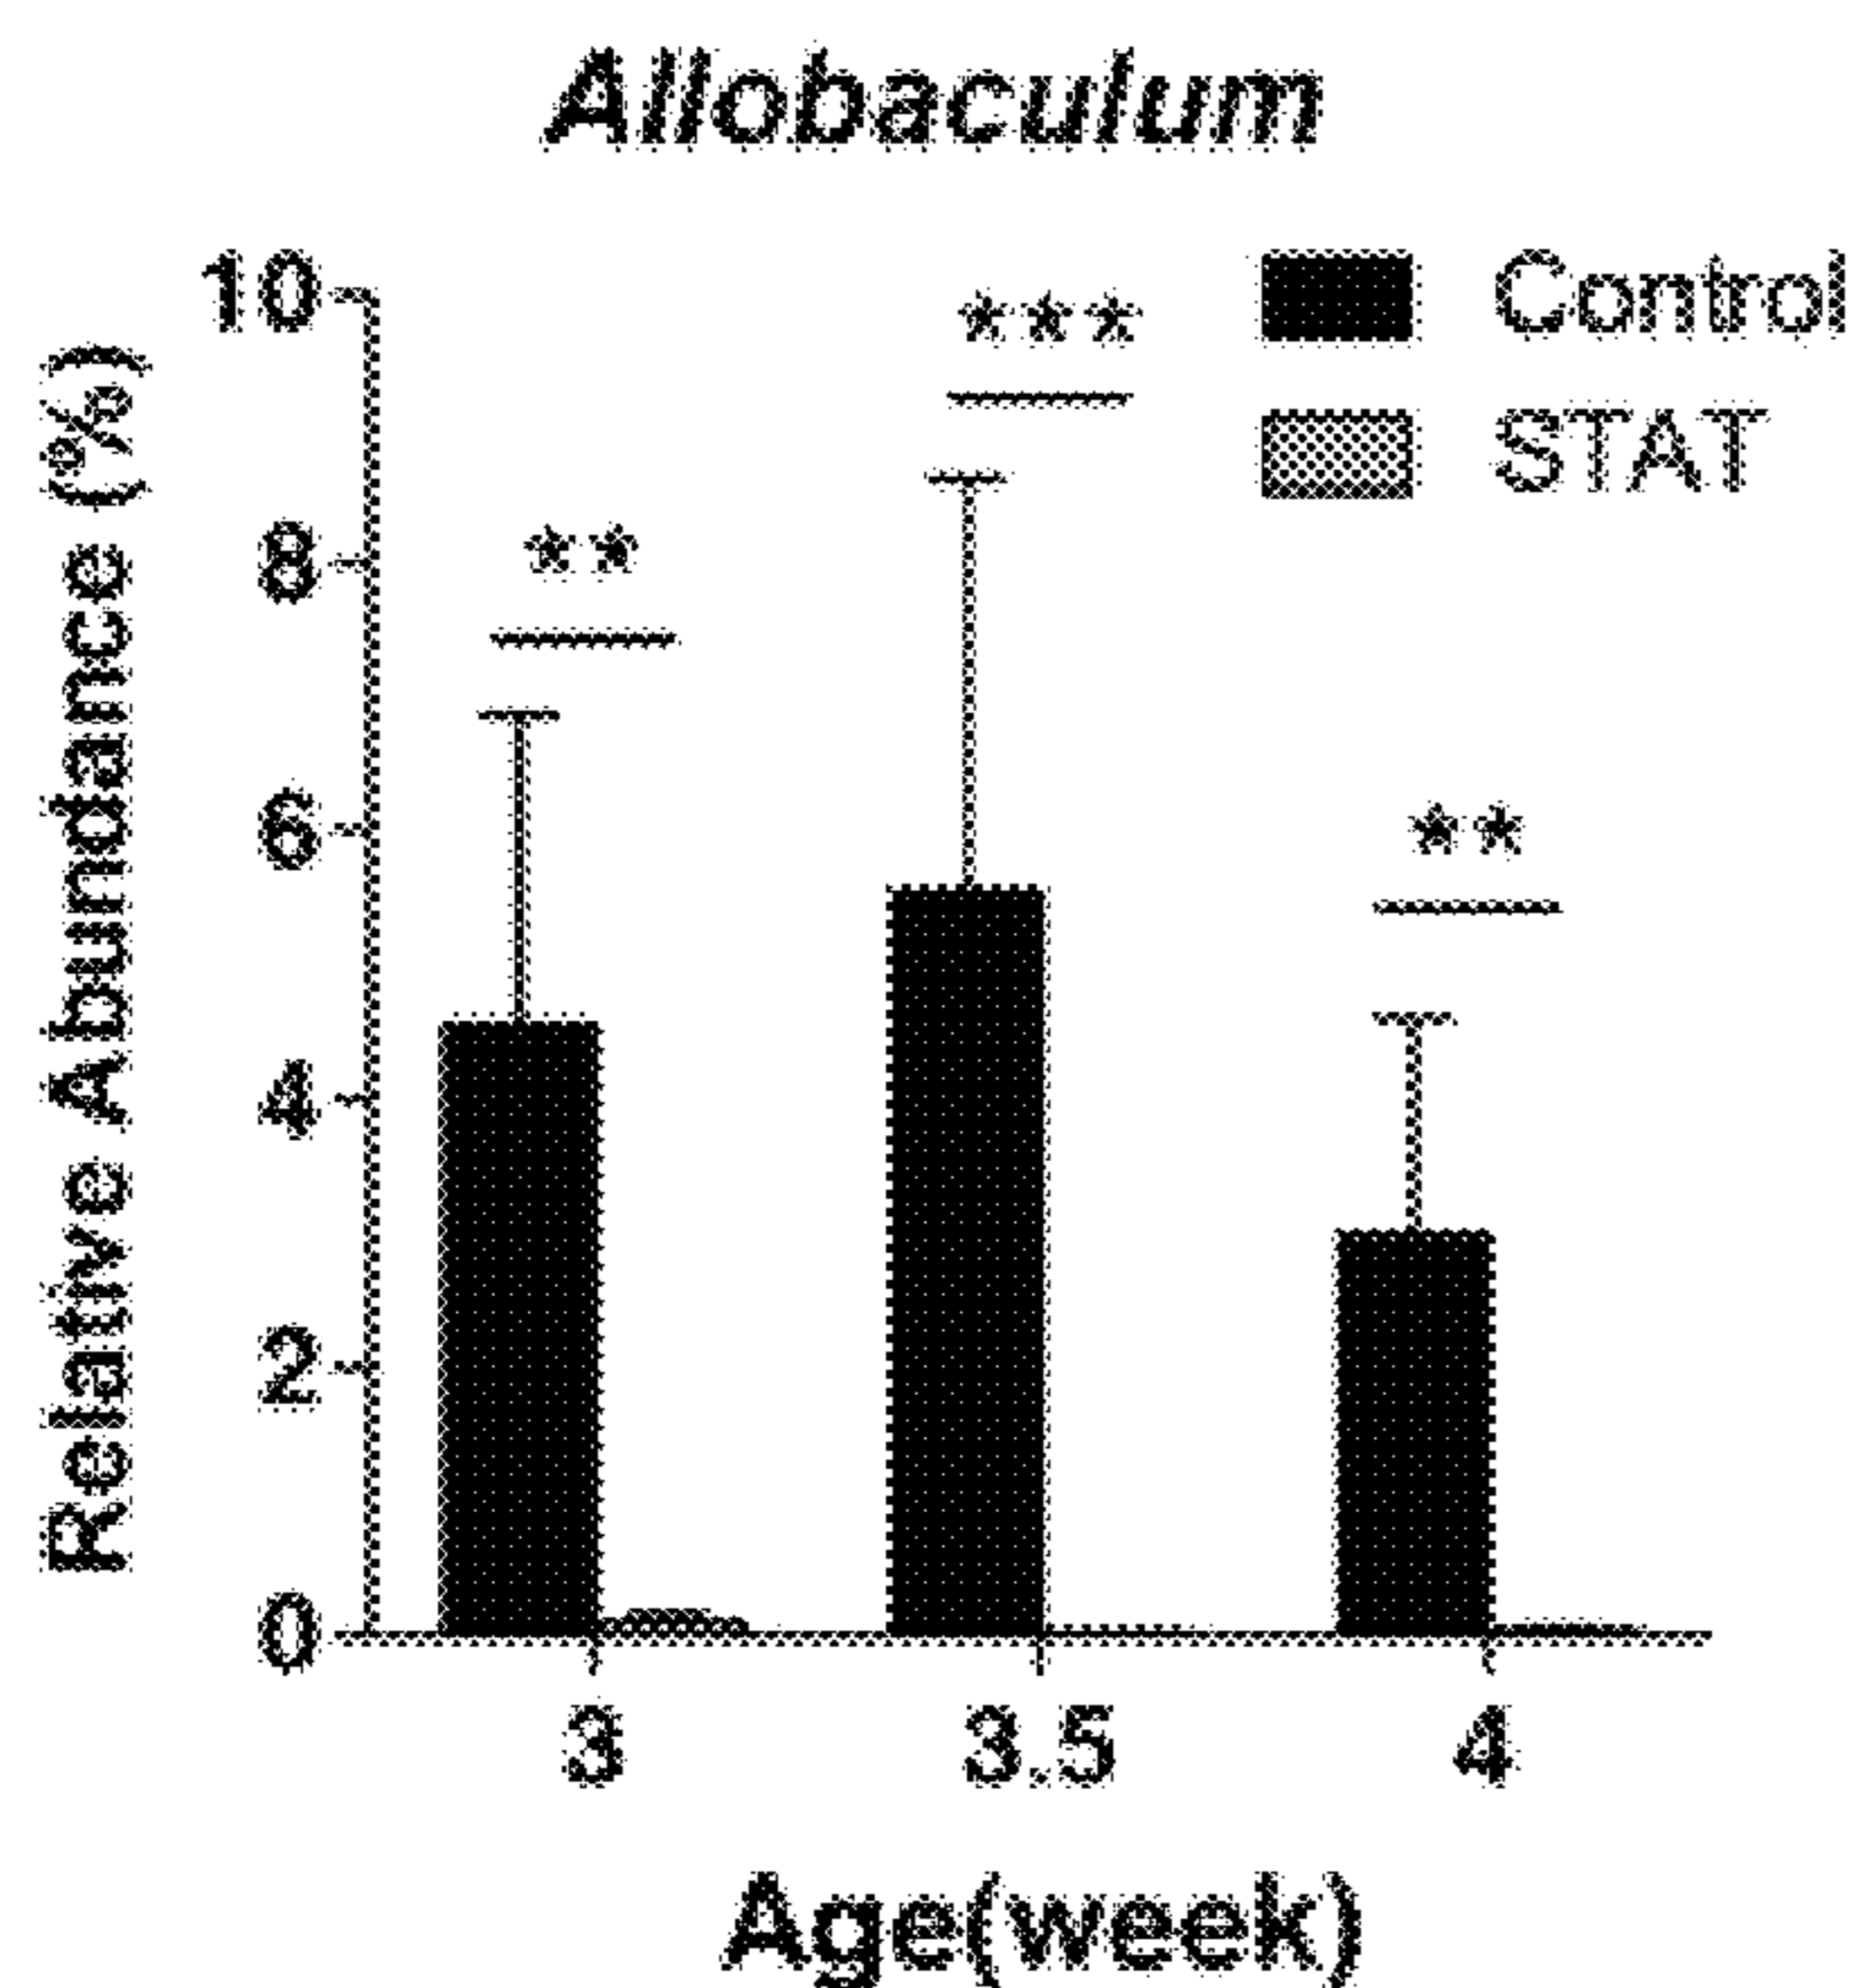 Allobaculum
Control
STAT
***
**
**
10
8
6
4
2
0
Relative Abundance (%)
3
3.5
4
Age(week)